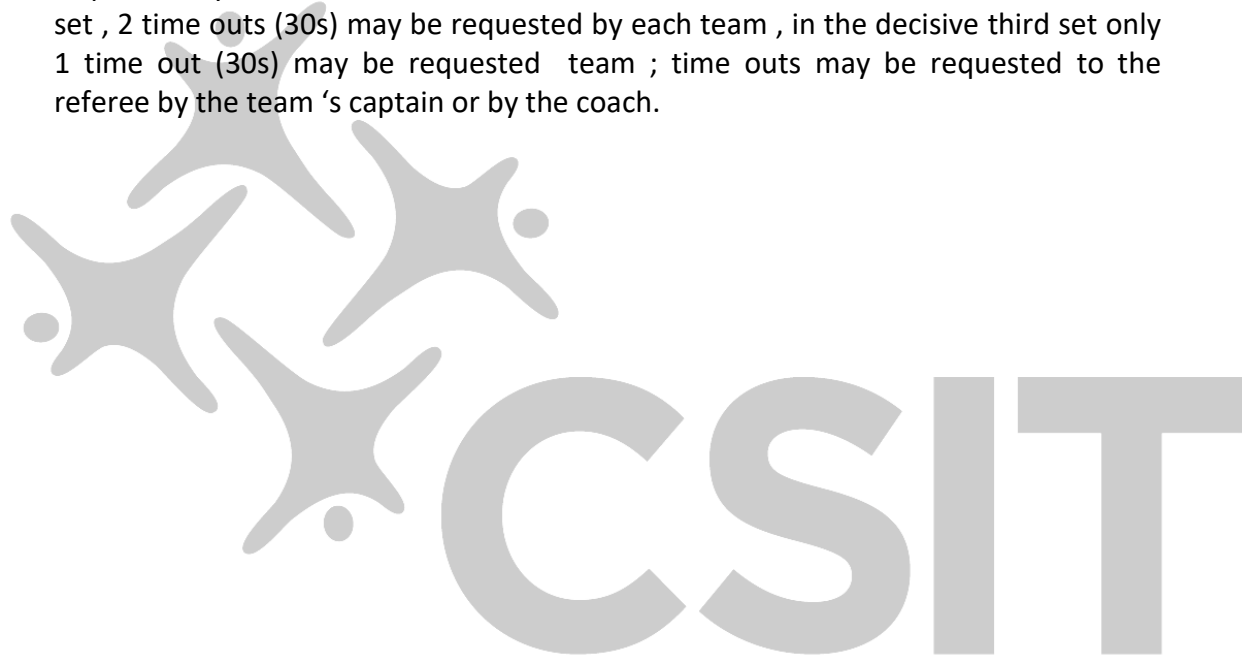 set , 2 time outs (30s) may be requested by each team , in the decisive third set only
1 time out (30s) may be requested team ; time outs may be requested to the
referee by the team ‘s captain or by the coach.
CSIT